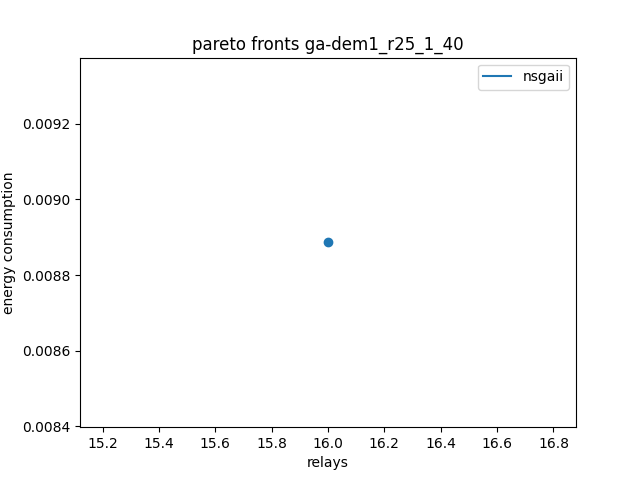 pareto fronts ga-dem1_r25_1_40
nsgaii
energy consumption
0.0092
0.0090
0.0088
0.0086
0.0084
15.2 15.4 15.6 15.8 16.0 16.2 16.4 16.6 16.8
relays